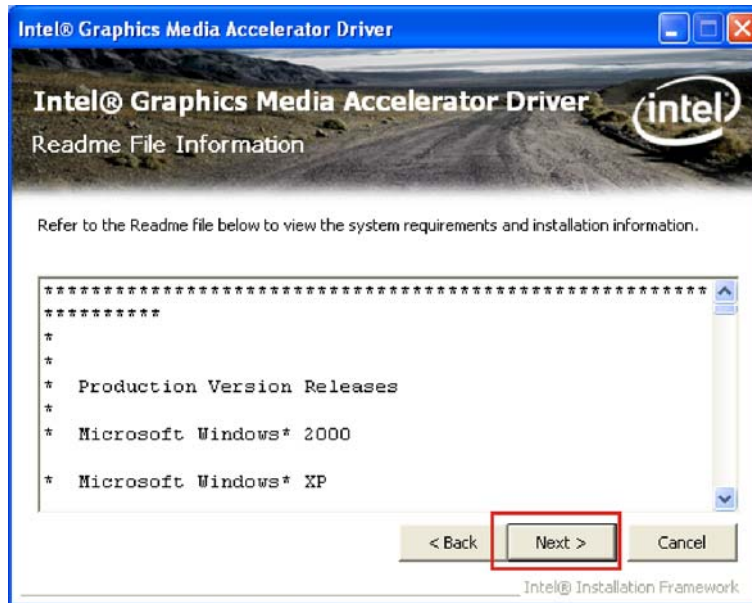 Intel® Graphics Media Accelerator Driver
Intel® Graphics Media Accelerator Driver
intel
Readme File Information
Refer to the Readme file below to view the system requirements and installation information.
********************************************************
**********
*
*
* Production Version Releases
*
* Microsoft Windows* 2000
* Microsoft Windows* XP
< Back
Next >
Cancel
Intel® Installation Framework